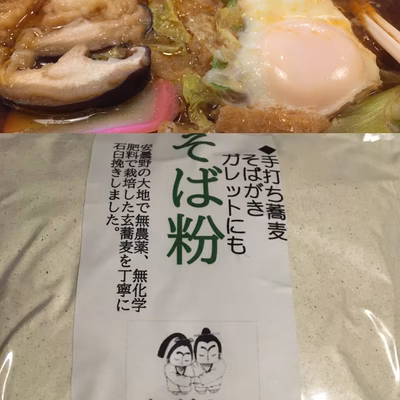 ◆手打ち蕎麦
そばがき
ガレットにも
そば粉
安曇野の大地で無農薬、無化学
肥料で栽培した玄蕎麦を丁寧に
石臼挽きしました。